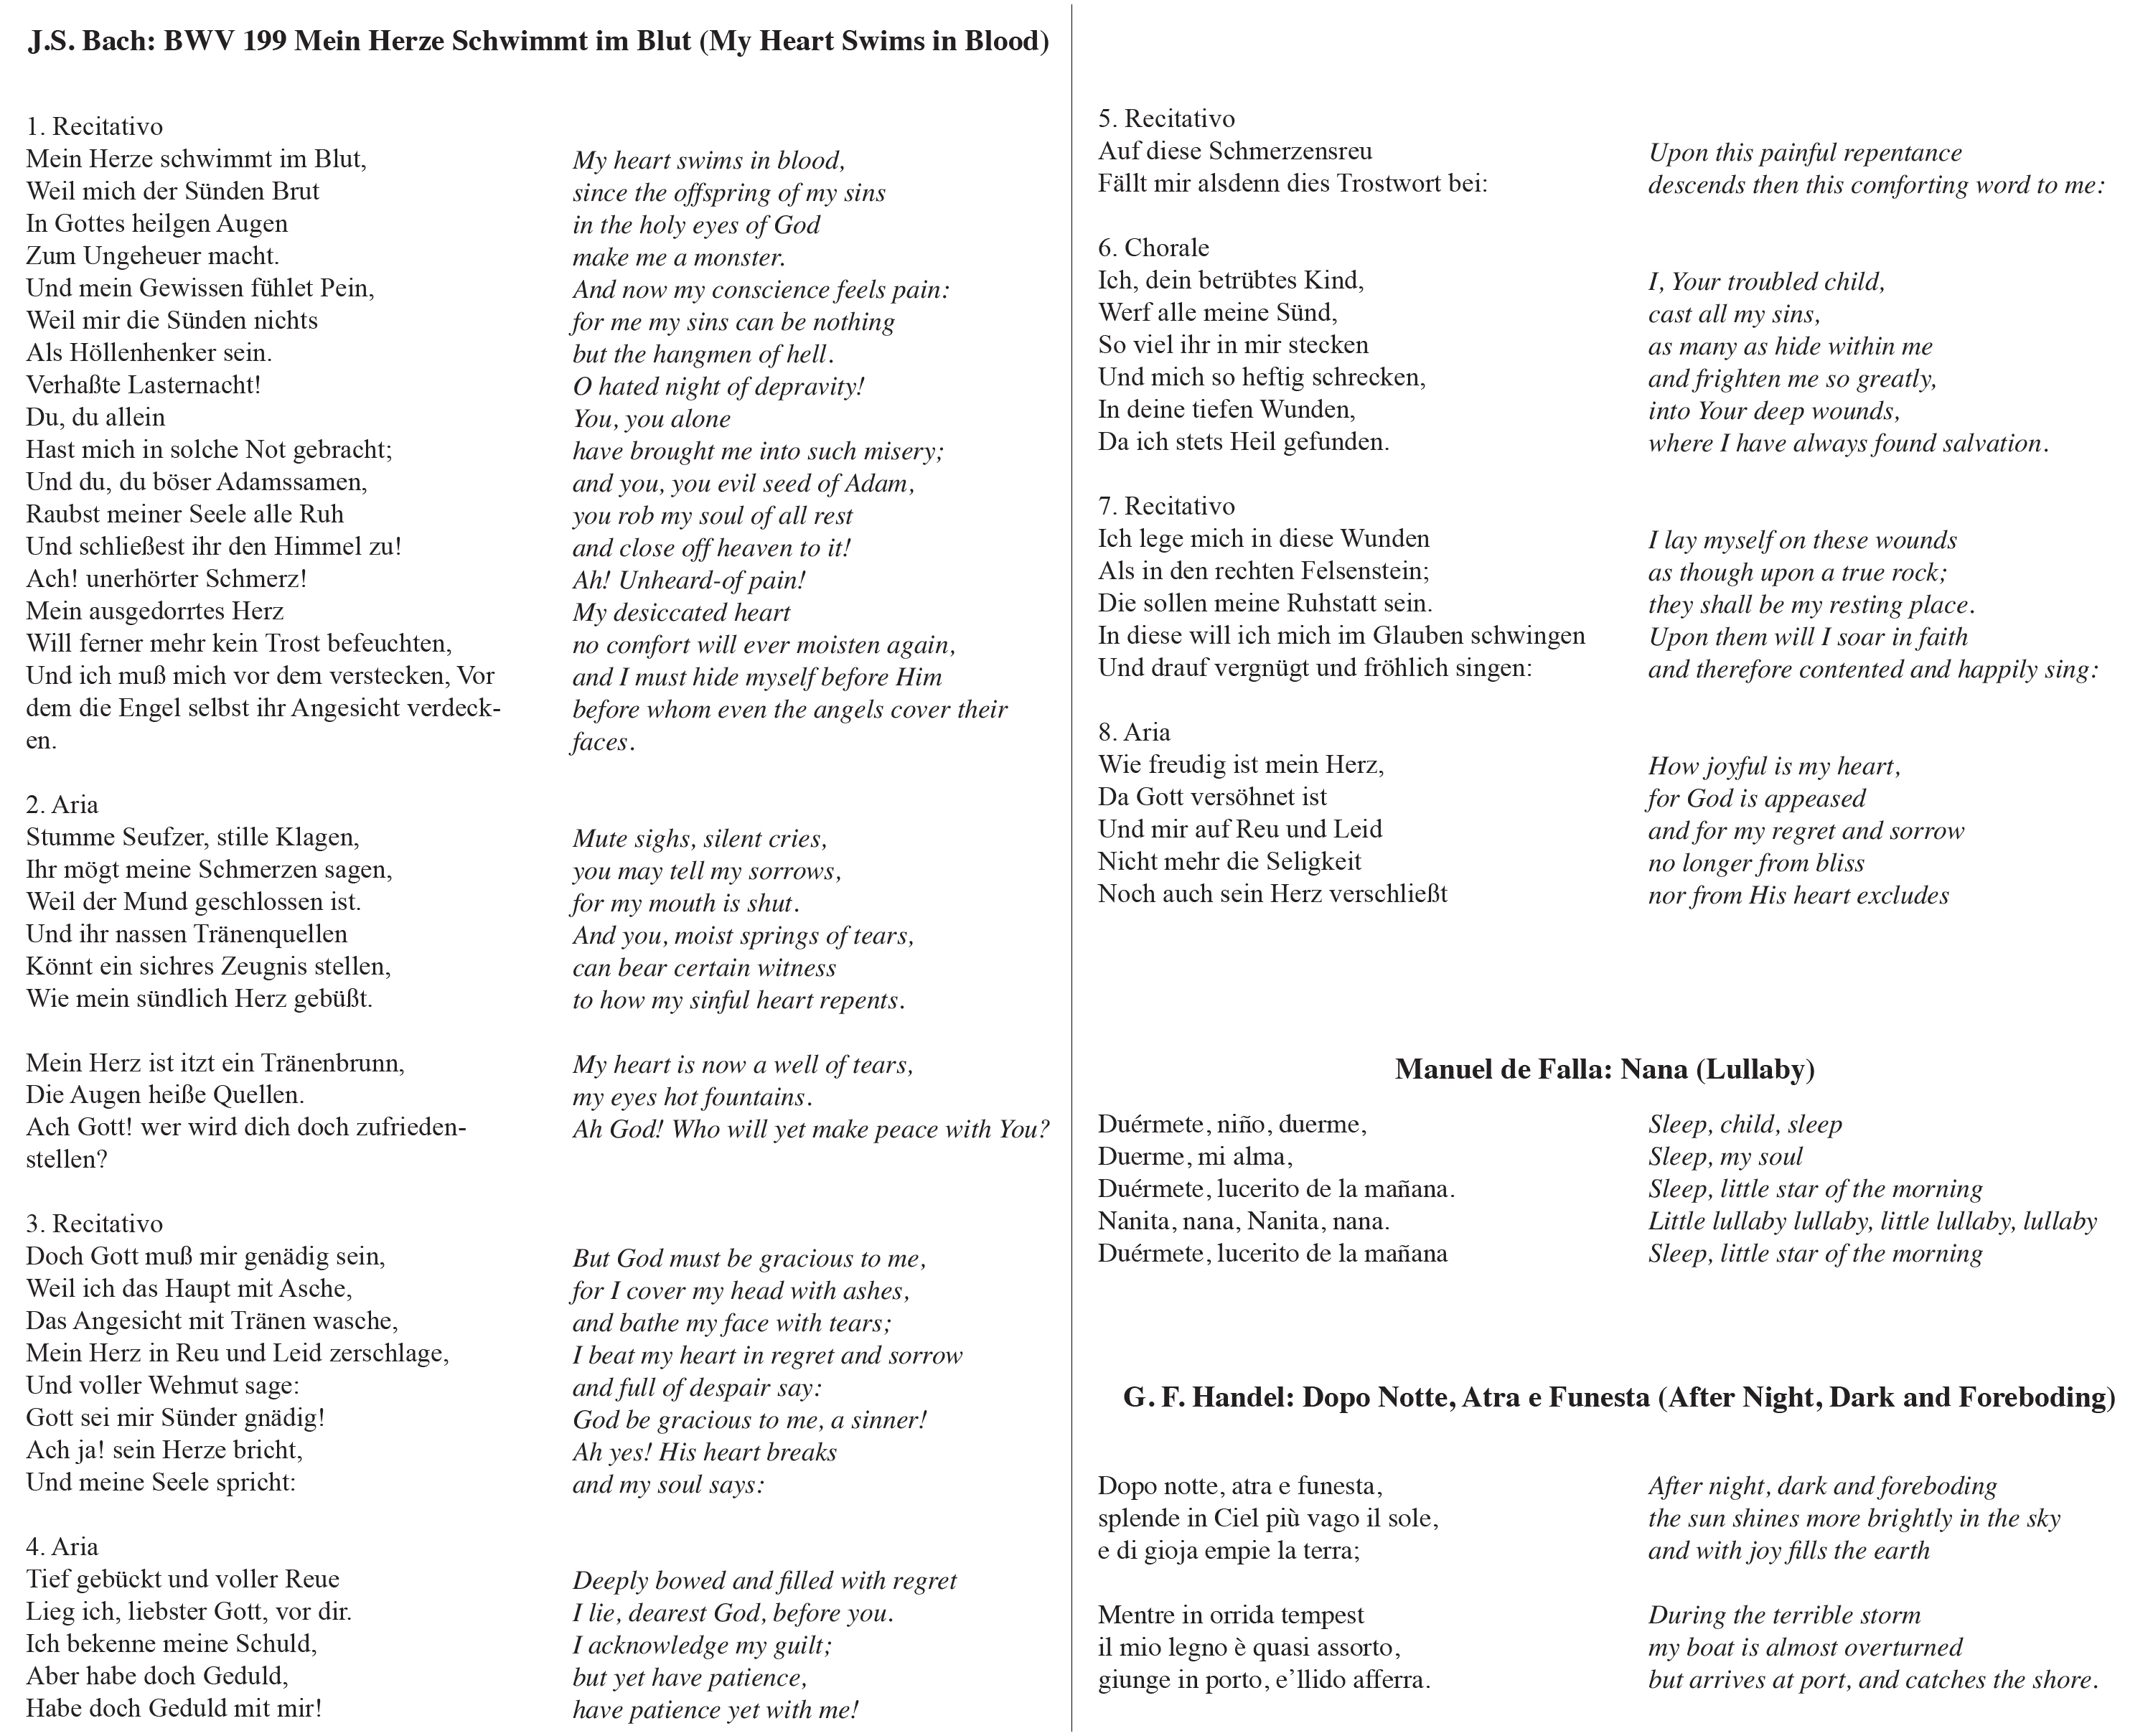 J.S. Bach: BWV 199 Mein Herze Schwimmt im Blut (My Heart Swims in Blood)
1. Recitativo
Mein Herze schwimmt im Blut,
Weil mich der Sünden Brut
In Gottes heilgen Augen
Zum Ungeheuer macht.
Und mein Gewissen fühlet Pein,
Weil mir die Sünden nichts
Als Höllenhenker sein.
Verhaßte Lasternacht!
Du, du allein
Hast mich in solche Not gebracht;
Und du, du böser Adamssamen,
Raubst meiner Seele alle Ruh
Und schließest ihr den Himmel zu!
Ach! unerhörter Schmerz!
Mein ausgedorrtes Herz
Will ferner mehr kein Trost befeuchten,
Und ich muß mich vor dem verstecken, Vor
dem die Engel selbst ihr Angesicht verdeck-
en.
My heart swims in blood,
since the offspring of my sins
in the holy eyes of God
make me a monster.
And now my conscience feels pain:
for me my sins can be nothing
but the hangmen of hell.
O hated night of depravity!
You, you alone
have brought me into such misery;
and you, you evil seed of Adam,
you rob my soul of all rest
and close off heaven to it!
Ah! Unheard-of pain!
My desiccated heart
no comfort will ever moisten again,
and I must hide myself before Him
before whom even the angels cover their
faces.
2. Aria
Stumme Seufzer, stille Klagen,
Ihr mögt meine Schmerzen sagen,
Weil der Mund geschlossen ist.
Und ihr nassen Tränenquellen
Könnt ein sichres Zeugnis stellen,
Wie mein sündlich Herz gebüßt.
Mute sighs, silent cries,
you may tell my sorrows,
for my mouth is shut.
And you, moist springs of tears,
can bear certain witness
to how my sinful heart repents.
Mein Herz ist itzt ein Tränenbrunn,
Die Augen heiße Quellen.
Ach Gott! wer wird dich doch zufrieden-
stellen?
My heart is now a well of tears,
my eyes hot fountains.
Ah God! Who will yet make peace with You?
3. Recitativo
Doch Gott muß mir genädig sein,
Weil ich das Haupt mit Asche,
Das Angesicht mit Tränen wasche,
Mein Herz in Reu und Leid zerschlage,
Und voller Wehmut sage:
Gott sei mir Sünder gnädig!
Ach ja! sein Herze bricht,
Und meine Seele spricht:
But God must be gracious to me,
for I cover my head with ashes,
and bathe my face with tears;
I beat my heart in regret and sorrow
and full of despair say:
God be gracious to me, a sinner!
Ah yes! His heart breaks
and my soul says:
4. Aria
Tief gebückt und voller Reue
Lieg ich, liebster Gott, vor dir.
Ich bekenne meine Schuld,
Aber habe doch Geduld,
Habe doch Geduld mit mir!
Deeply bowed and filled with regret
I lie, dearest God, before you.
I acknowledge my guilt;
but yet have patience,
have patience yet with me!
5. Recitativo
Auf diese Schmerzensreu
Fällt mir alsdenn dies Trostwort bei:
Upon this painful repentance
descends then this comforting word to me:
6. Chorale
Ich, dein betrübtes Kind,
Werf alle meine Sünd,
So viel ihr in mir stecken
Und mich so heftig schrecken,
In deine tiefen Wunden,
Da ich stets Heil gefunden.
I, Your troubled child,
cast all my sins,
as many as hide within me
and frighten me so greatly,
into Your deep wounds,
where I have always found salvation.
7. Recitativo
Ich lege mich in diese Wunden
Als in den rechten Felsenstein;
Die sollen meine Ruhstatt sein.
In diese will ich mich im Glauben schwingen
Und drauf vergnügt und fröhlich singen:
I lay myself on these wounds
as though upon a true rock;
they shall be my resting place.
Upon them will I soar in faith
and therefore contented and happily sing:
8. Aria
Wie freudig ist mein Herz,
Da Gott versöhnet ist
Und mir auf Reu und Leid
Nicht mehr die Seligkeit
Noch auch sein Herz verschließt
How joyful is my heart,
for God is appeased
and for my regret and sorrow
no longer from bliss
nor from His heart excludes
Manuel de Falla: Nana (Lullaby)
Duérmete, niño, duerme,
Duerme, mi alma,
Duérmete, lucerito de la mañana.
Nanita, nana, Nanita, nana.
Duérmete, lucerito de la mañana
Sleep, child, sleep
Sleep, my soul
Sleep, little star of the morning
Little lullaby lullaby, little lullaby, lullaby
Sleep, little star of the morning
G. F. Handel: Dopo Notte, Atra e Funesta (After Night, Dark and Foreboding)
Dopo notte, atra e funesta,
splende in Ciel più vago il sole,
e di gioja empie la terra;
After night, dark and foreboding
the sun shines more brightly in the sky
and with joy fills the earth
Mentre in orrida tempest
il mio legno è quasi assorto,
giunge in porto, e'llido afferra.
During the terrible storm
my boat is almost overturned
but arrives at port, and catches the shore.